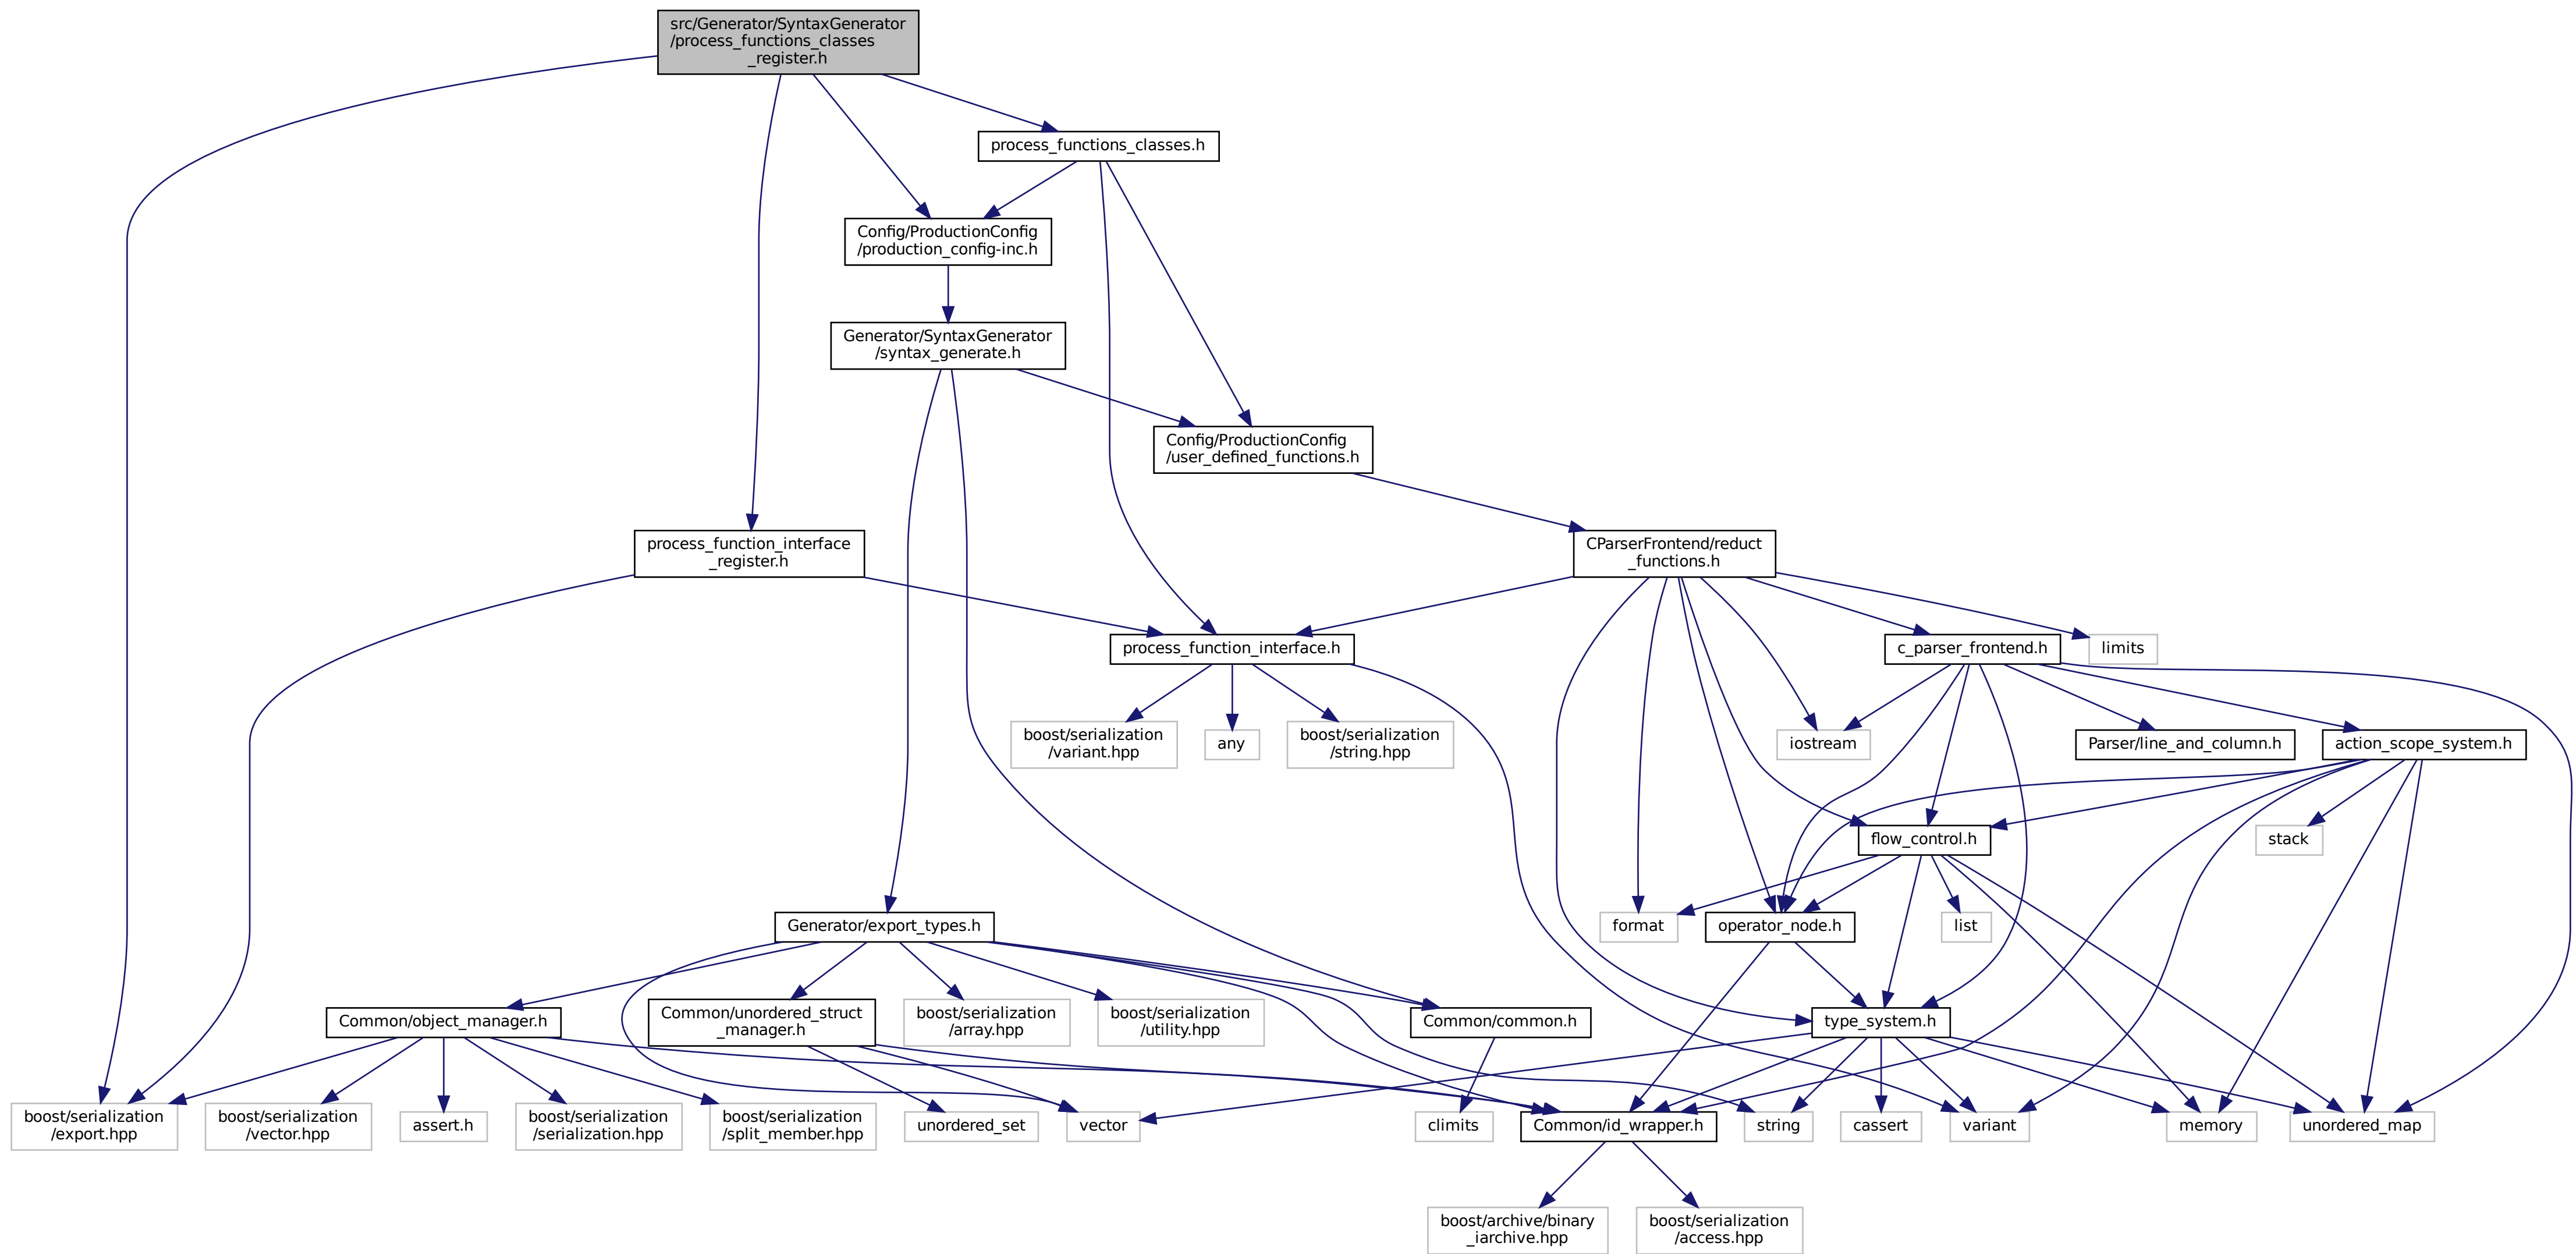 src/Generator/SyntaxGenerator
/process_functions_classes
_register.h
process_functions_classes.h
Config/ProductionConfig
/production_config-inc.h
Generator/SyntaxGenerator
/syntax_generate.h
Config/ProductionConfig
/user_defined_functions.h
process_function_interface
_register.h
CParserFrontend/reduct
_functions.h
process_function_interface.h
c_parser_frontend.h
limits
boost/serialization
/variant.hpp
any
boost/serialization
/string.hpp
iostream
Parser/line_and_column.h
action_scope_system.h
flow_control.h
stack
Generator/export_types.h
format
operator_node.h
list
Common/object_manager.h
Common/unordered_struct
_manager.h
boost/serialization
/array.hpp
boost/serialization
/utility.hpp
Common/common.h
type_system.h
boost/serialization
/export.hpp
boost/serialization
/vector.hpp
assert.h
boost/serialization
/serialization.hpp
boost/serialization
/split_member.hpp
unordered_set
vector
climits
Common/id_wrapper.h
string
cassert
variant
memory
unordered_map
boost/archive/binary
_iarchive.hpp
boost/serialization
/access.hpp